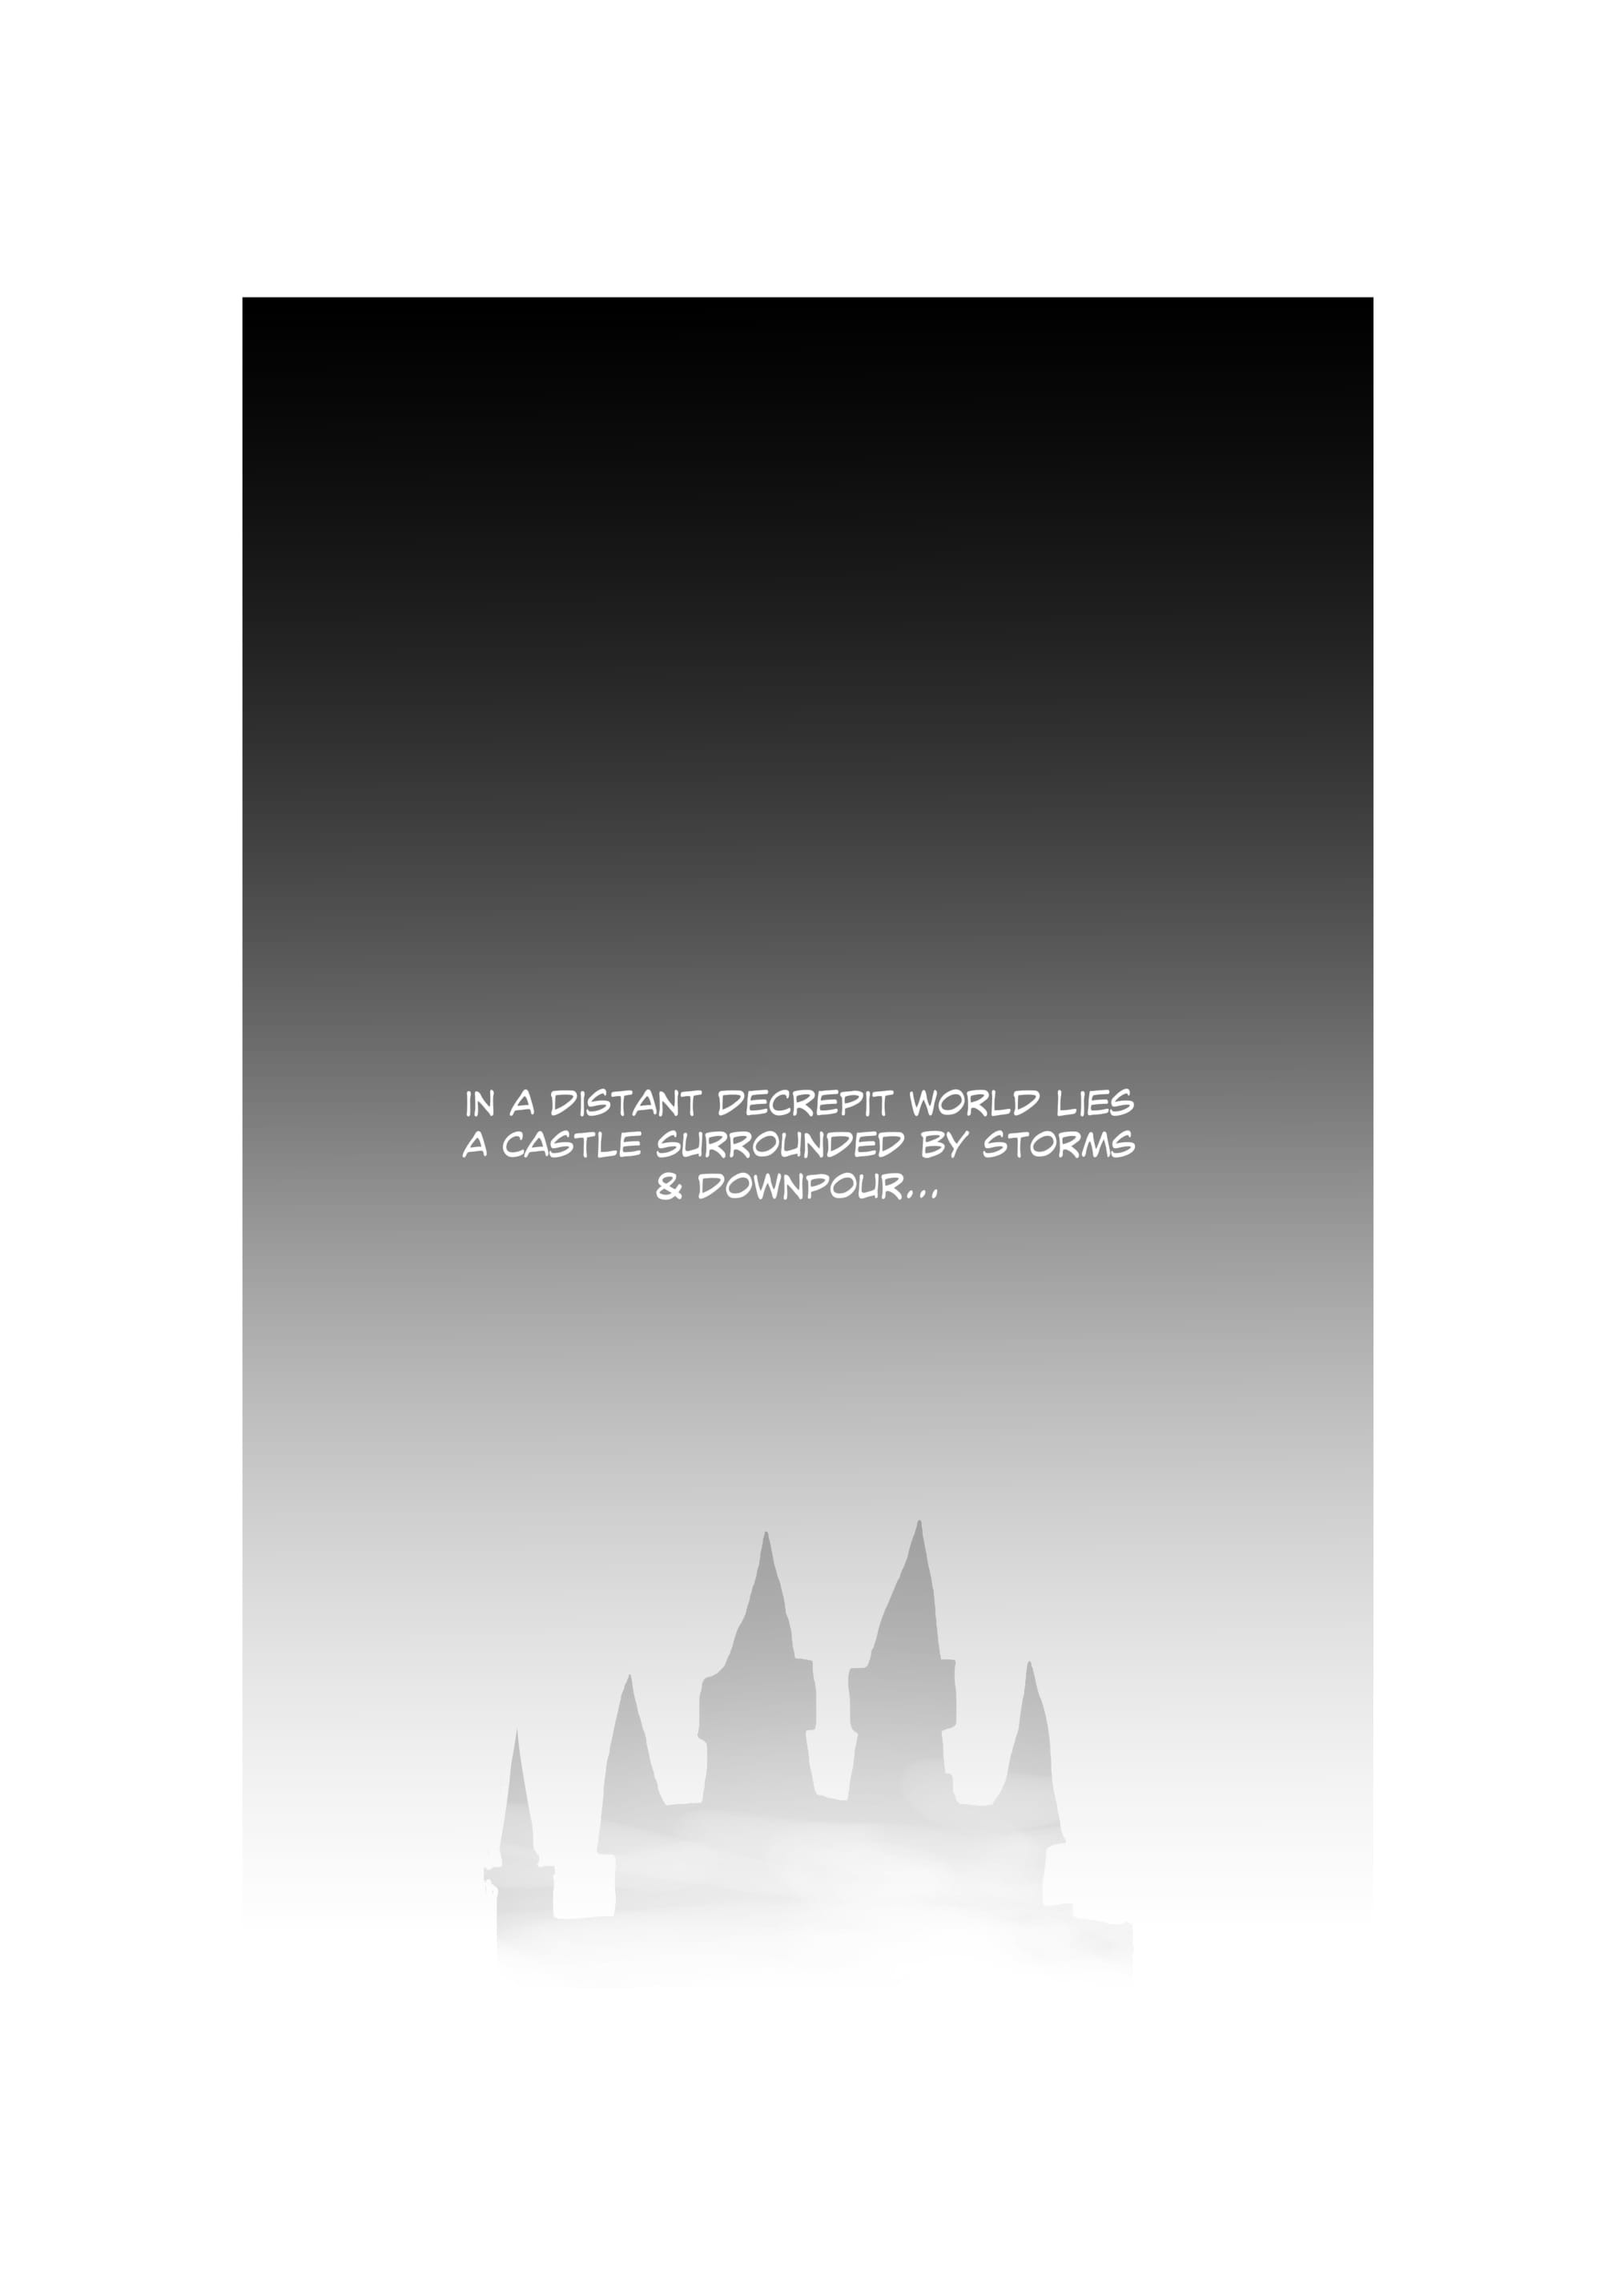 IN A DISTANT DECREPIT WORLD LIES
A CASTLE SURROUNDED BY STORMS
& DOWNPOUR...